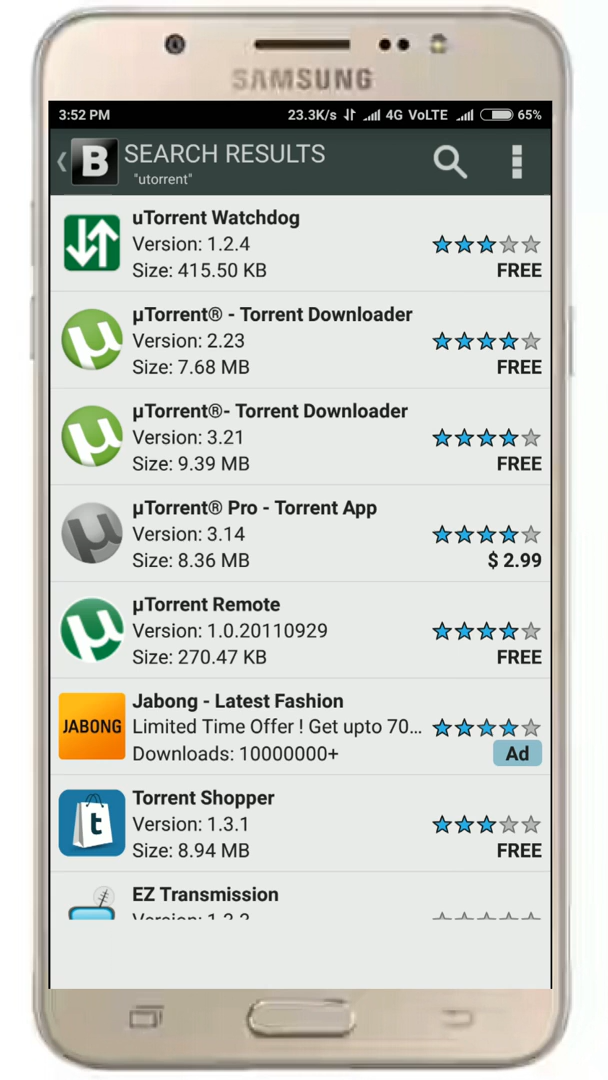 SAMSUNG
3:52 PM 23.3K/s 4G VoLTE 65%
B SEARCH RESULTS
"utorrent"
uTorrent Watchdog
Version: 1.2.4
Size: 415.50 KB FREE
µTorrent® - Torrent Downloader
Version: 2.23
Size: 7.68 MB FREE
µTorrent®- Torrent Downloader
Version: 3.21
Size: 9.39 MB FREE
µTorrent® Pro - Torrent App
Version: 3.14
Size: 8.36 MB $ 2.99
µTorrent Remote
Version: 1.0.20110929
Size: 270.47 KB FREE
JABONG
Jabong - Latest Fashion
Limited Time Offer ! Get upto 70...
Downloads: 10000000+ Ad
Torrent Shopper
t
Version: 1.3.1
Size: 8.94 MB FREE
EZ Transmission